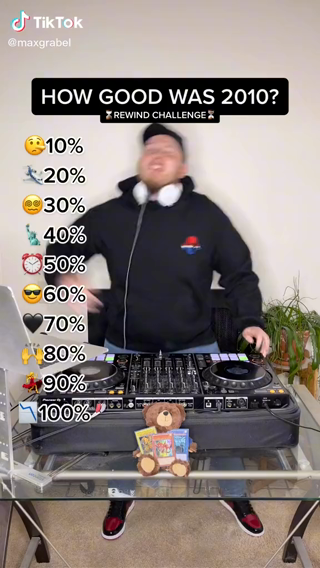 TikTok
@maxgrabel
HOW GOOD WAS 2010?
⏳REWIND CHALLENGE⏳
🤥10%
🏃20%
😵‍💫30%
🗽40%
⏰50%
😎60%
🖤70%
🙌80%
💃90%
📉100%